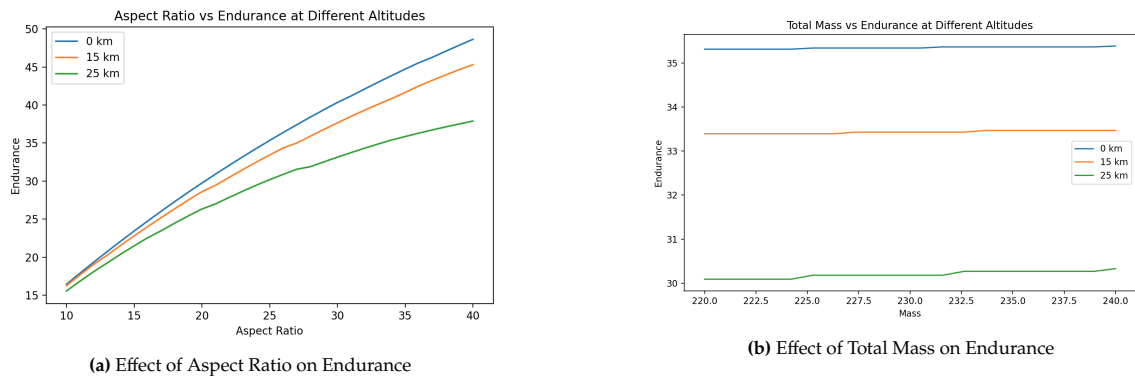 Aspect Ratio vs Endurance at Different Altitudes
50
45
40
35
30
25
20
15
Endurance
0 km
15 km
25 km
10 15 20 25 30 35 40
Aspect Ratio
(a) Effect of Aspect Ratio on Endurance
Total Mass vs Endurance at Different Altitudes
35
34
33
32
31
30
Endurance
0 km
15 km
25 km
220.0 222.5 225.0 227.5 230.0 232.5 235.0 237.5 240.0
Mass
(b) Effect of Total Mass on Endurance